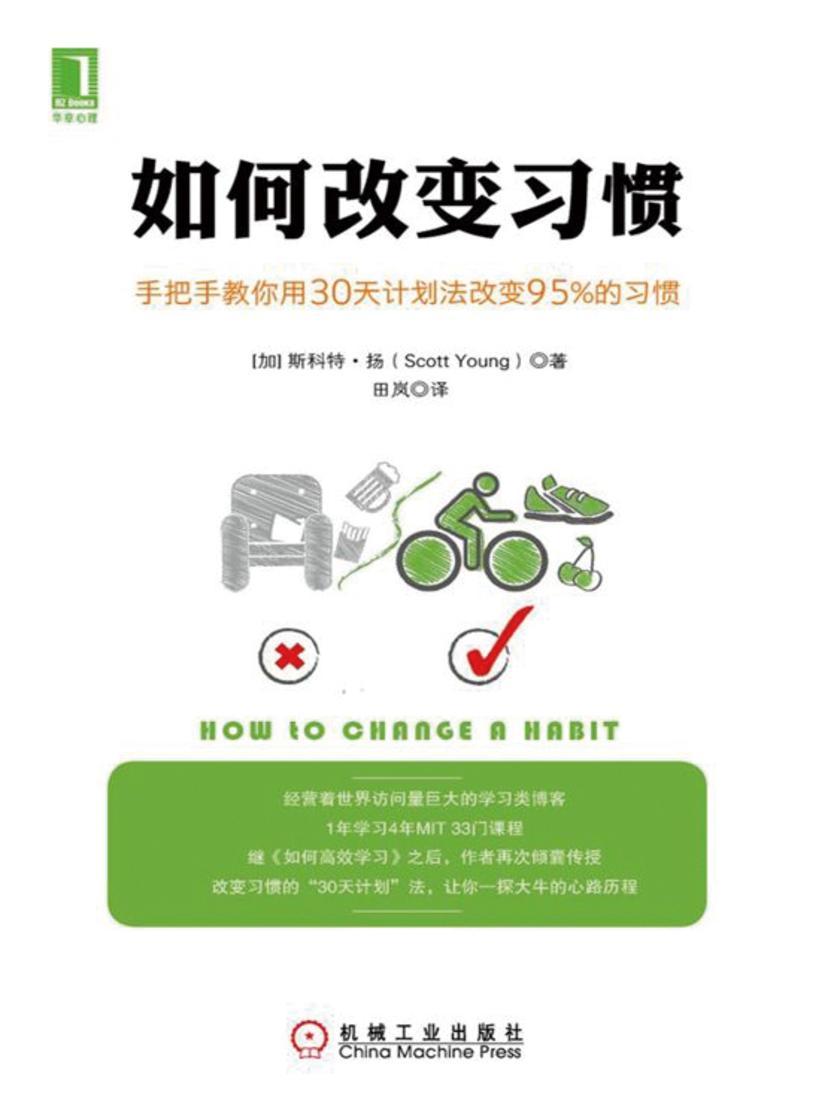 HZ Books
华章心理
如何改变习惯
手把手教你用30天计划法改变95%的习惯
[加] 斯科特·扬（Scott Young）◎著
田岚◎译
HOW to CHANGE A HABIT
经营着世界访问量巨大的学习类博客
1年学习4年MIT 33门课程
继《如何高效学习》之后，作者再次倾囊传授
改变习惯的“30天计划”法，让你一探大牛的心路历程
机械工业出版社
China Machine Press